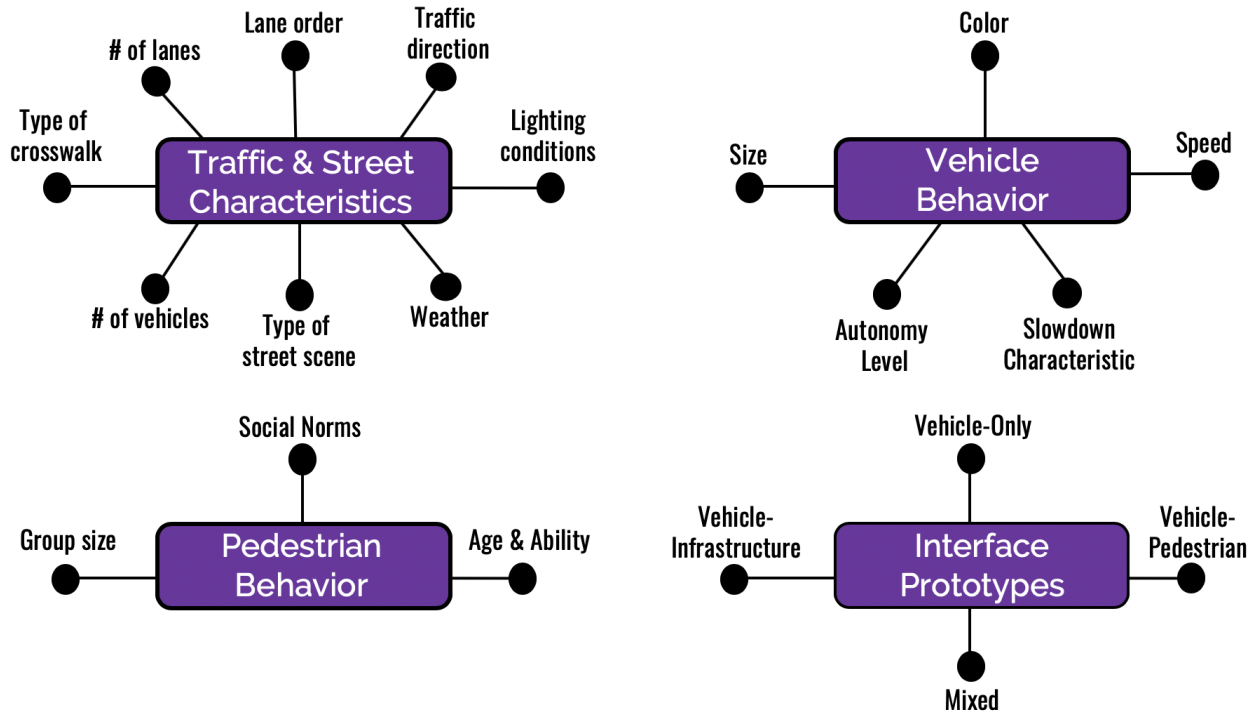 Lane order
Traffic
direction
# of lanes
Type of
crosswalk
Lighting
conditions
Traffic & Street
Characteristics
# of vehicles
Type of
street scene
Weather
Color
Size
Speed
Vehicle
Behavior
Autonomy
Level
Slowdown
Characteristic
Social Norms
Group size
Age & Ability
Pedestrian
Behavior
Vehicle-Only
Vehicle-
Infrastructure
Vehicle-
Pedestrian
Interface
Prototypes
Mixed